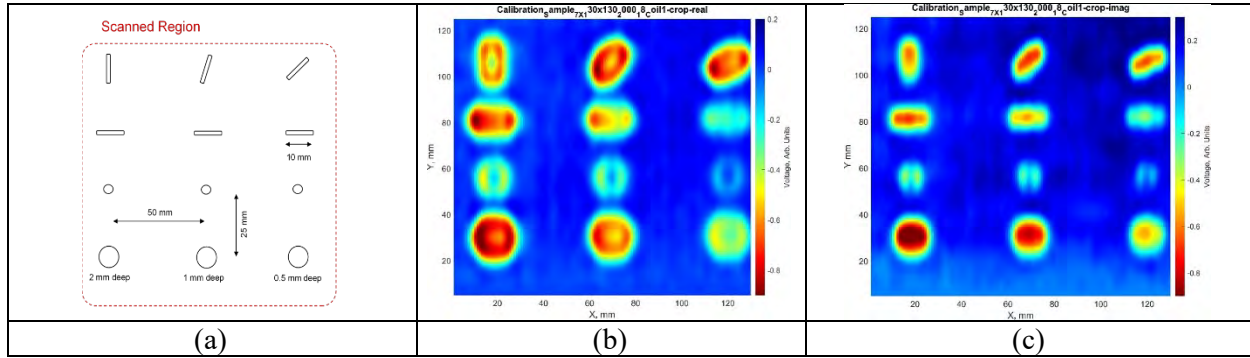 Scanned Region
10 mm
50 mm
25 mm
2 mm deep
1 mm deep
0.5 mm deep
(a)
Calibration_Sample_7X1_30x130_2000_1_8_Coil1-crop-real
120
100
80
60
40
20
Y, mm
20
40
60
80
100
120
X, mm
0.2
0
-0.2
-0.4
-0.6
-0.8
Voltage, Arb. Units
(b)
Calibration_Sample_7X1_30x130_2000_1_8_Coil1-crop-imag
120
100
80
60
40
20
Y, mm
20
40
60
80
100
120
X, mm
0.2
0
-0.2
-0.4
-0.6
-0.8
Voltage, Arb. Units
(c)